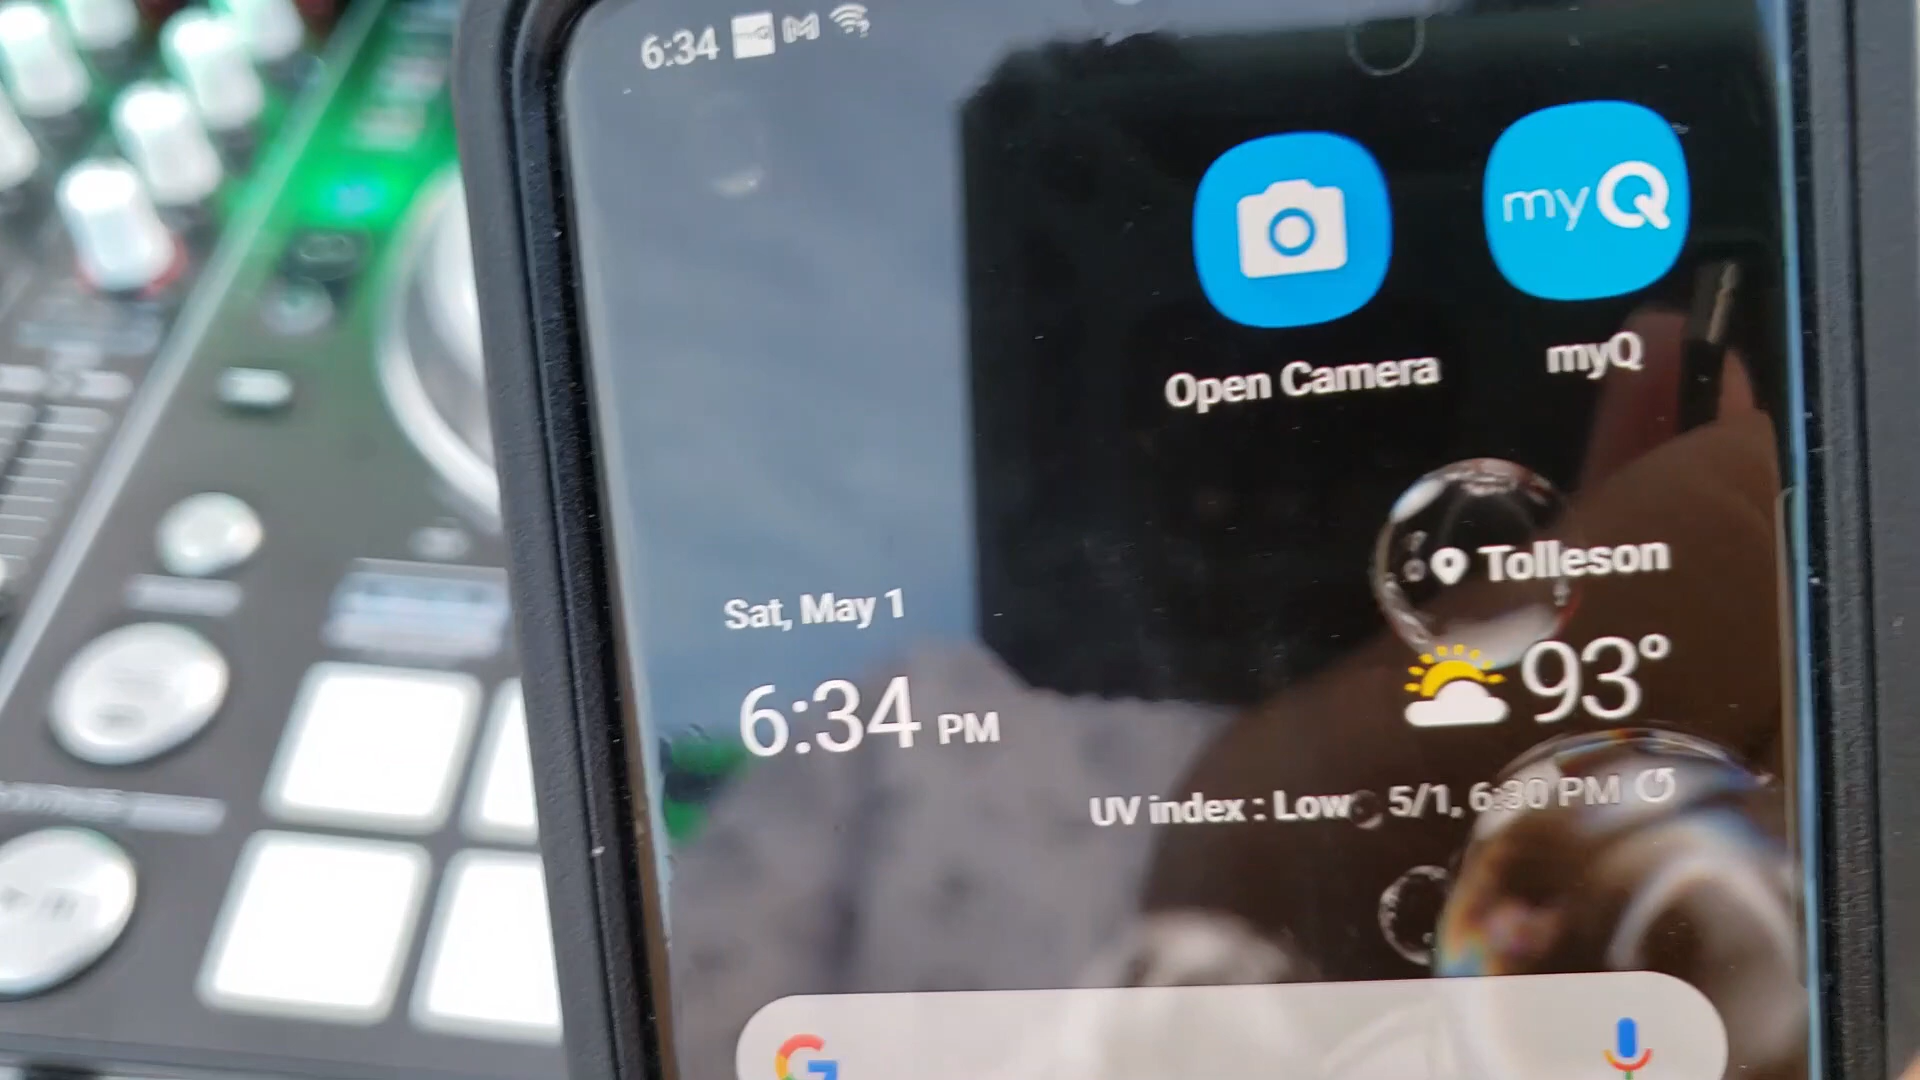 6:34
myQ
Open Camera
myQ
Sat, May 1
6:34 PM
Tolleson
93°
UV index : Low 5/1, 6:30 PM
G